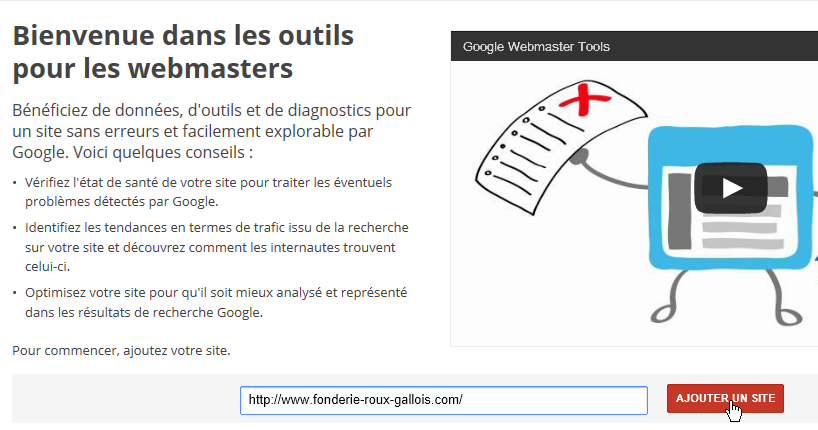 Bienvenue dans les outils
pour les webmasters
Bénéficiez de données, d'outils et de diagnostics pour
un site sans erreurs et facilement explorable par
Google. Voici quelques conseils :
• Vérifiez l'état de santé de votre site pour traiter les éventuels
problèmes détectés par Google.
• Identifiez les tendances en termes de trafic issu de la recherche
sur votre site et découvrez comment les internautes trouvent
celui-ci.
• Optimisez votre site pour qu'il soit mieux analysé et représenté
dans les résultats de recherche Google.
Pour commencer, ajoutez votre site.
Google Webmaster Tools
http://www.fonderie-roux-gallois.com/
AJOUTER UN SITE